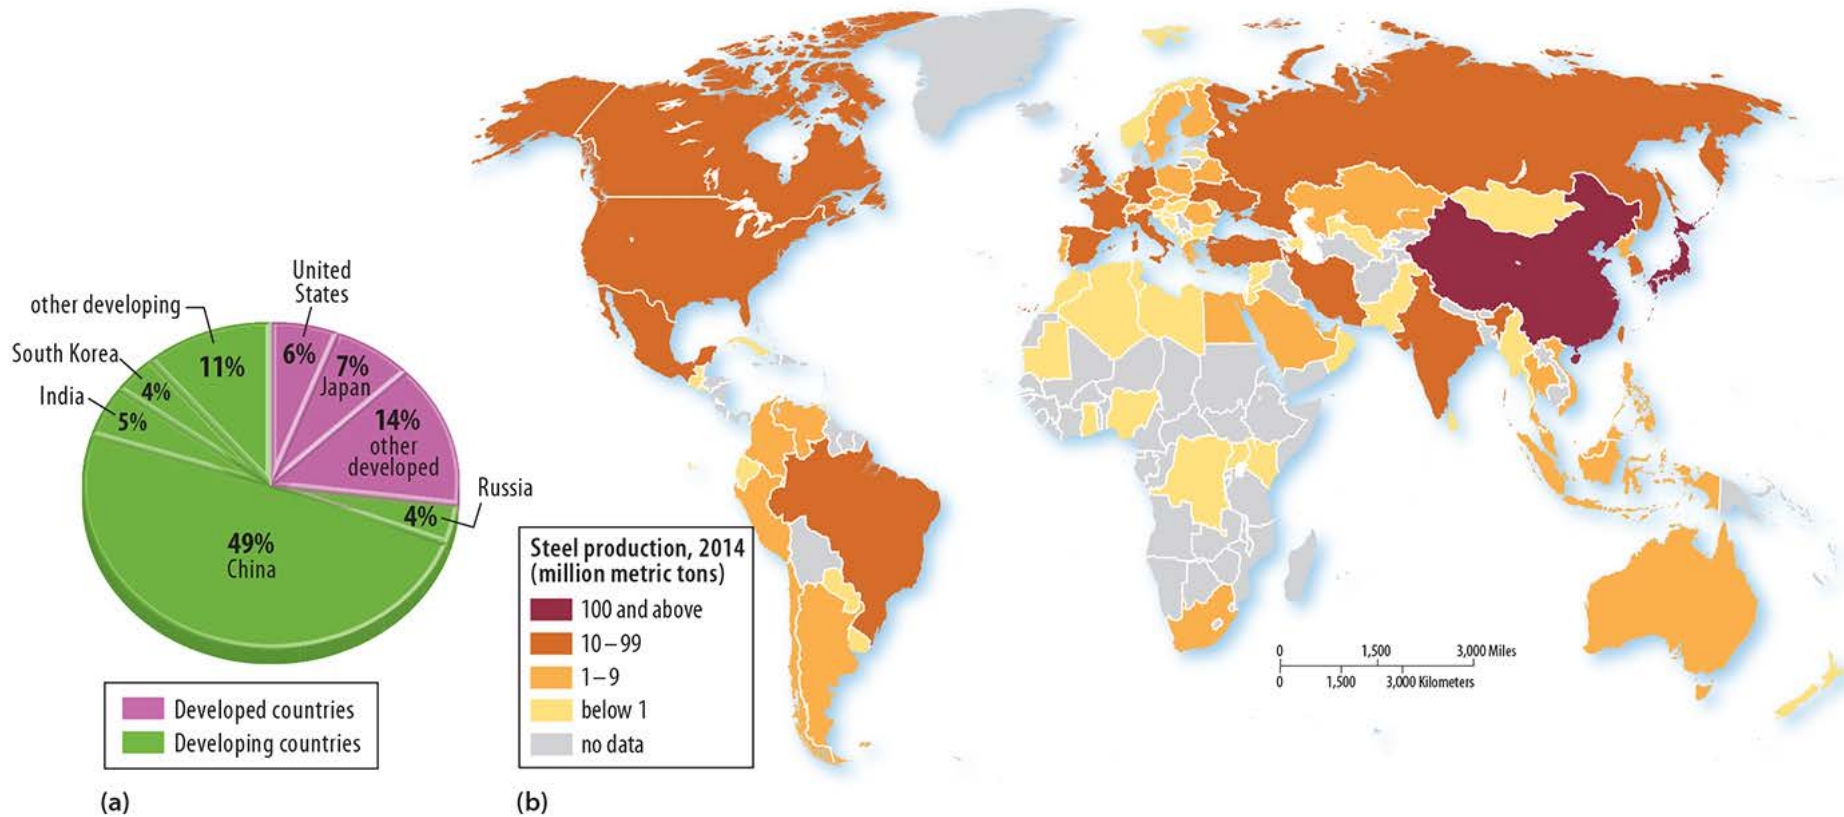 United
States
other developing
6%
7%
Japan
11%
South Korea
4%
India
5%
14%
other
developed
Russia
4%
49%
China
Developed countries
Developing countries
(a)
Steel production, 2014
(million metric tons)
100 and above
10–99
1–9
below 1
no data
0 1,500 3,000 Miles
0 1,500 3,000 Kilometers
(b)